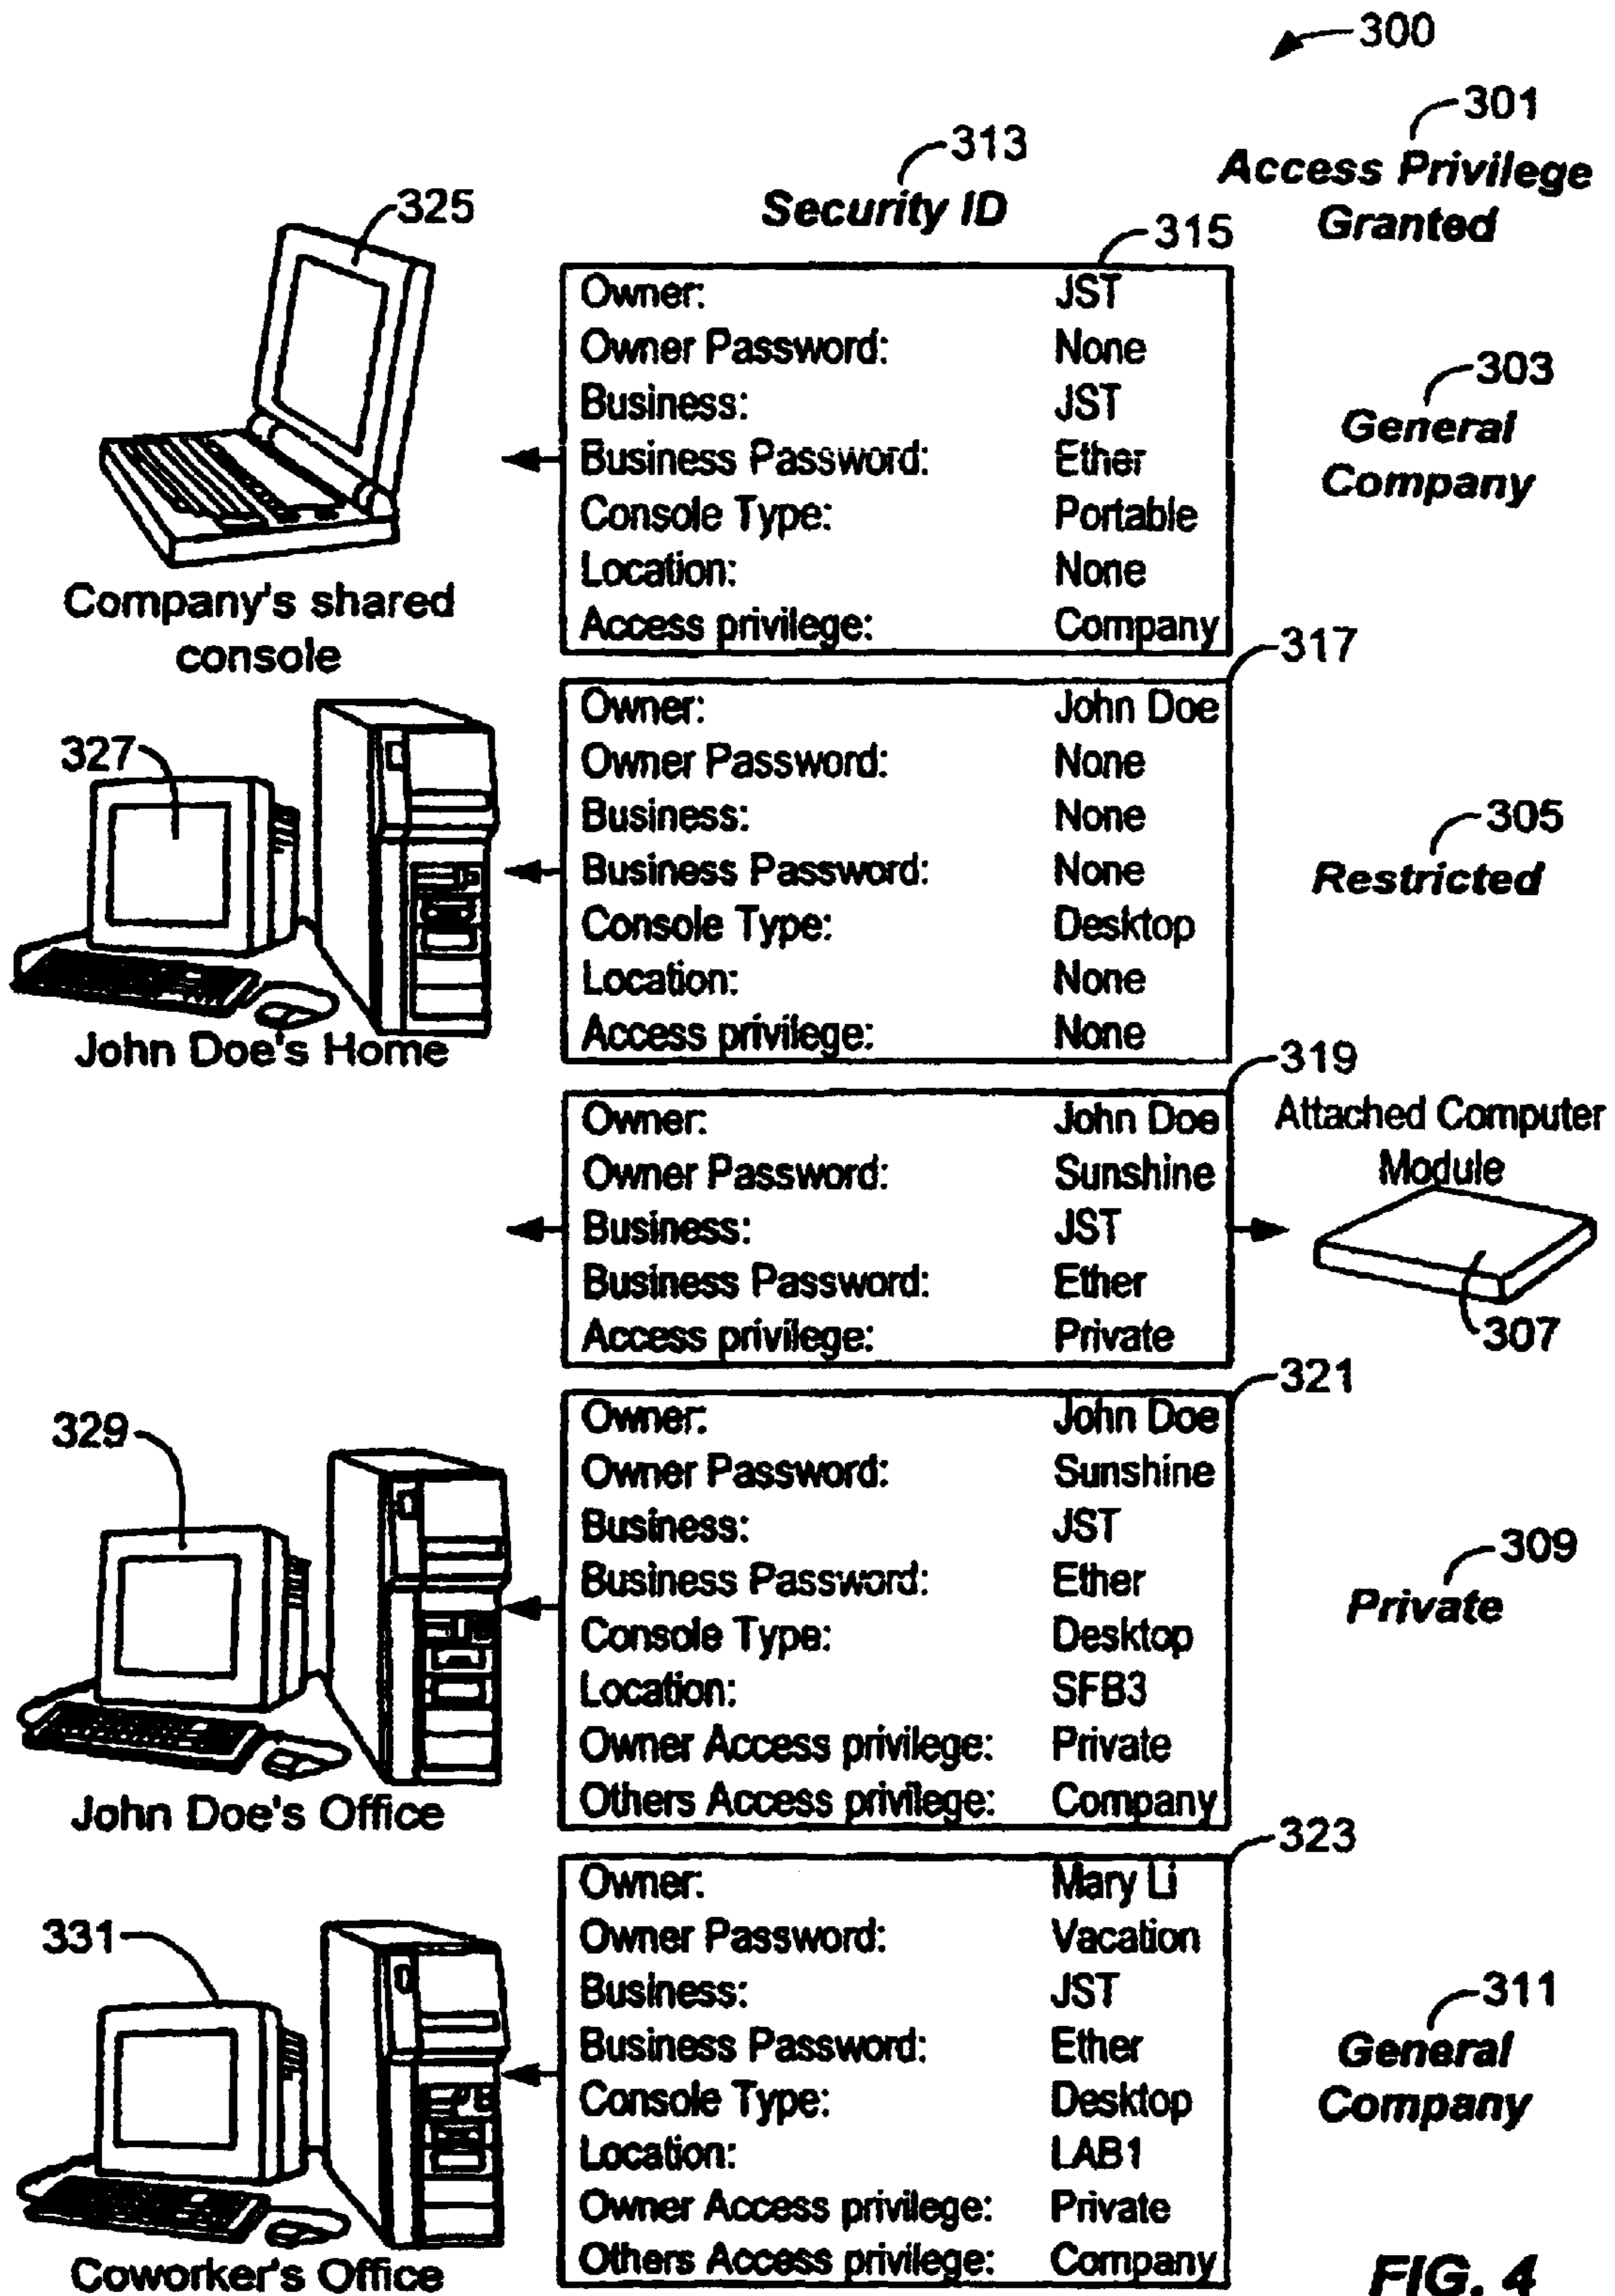 300
301
Access Privilege
Granted
313
Security ID
325
315
Owner: JST
Owner Password: None
Business: JST
Business Password: Ether
Console Type: Portable
Location: None
Access privilege: Company
303
General
Company
Company's shared
console
317
Owner: John Doe
Owner Password: None
Business: None
Business Password: None
Console Type: Desktop
Location: None
Access privilege: None
327
John Doe's Home
305
Restricted
319
Owner: John Doe
Owner Password: Sunshine
Business: JST
Business Password: Ether
Access privilege: Private
Attached Computer
Module
307
321
Owner: John Doe
Owner Password: Sunshine
Business: JST
Business Password: Ether
Console Type: Desktop
Location: SFB3
Owner Access privilege: Private
Others Access privilege: Company
329
John Doe's Office
309
Private
323
Owner: Mary Li
Owner Password: Vacation
Business: JST
Business Password: Ether
Console Type: Desktop
Location: LAB1
Owner Access privilege: Private
Others Access privilege: Company
331
Coworker's Office
311
General
Company
FIG. 4